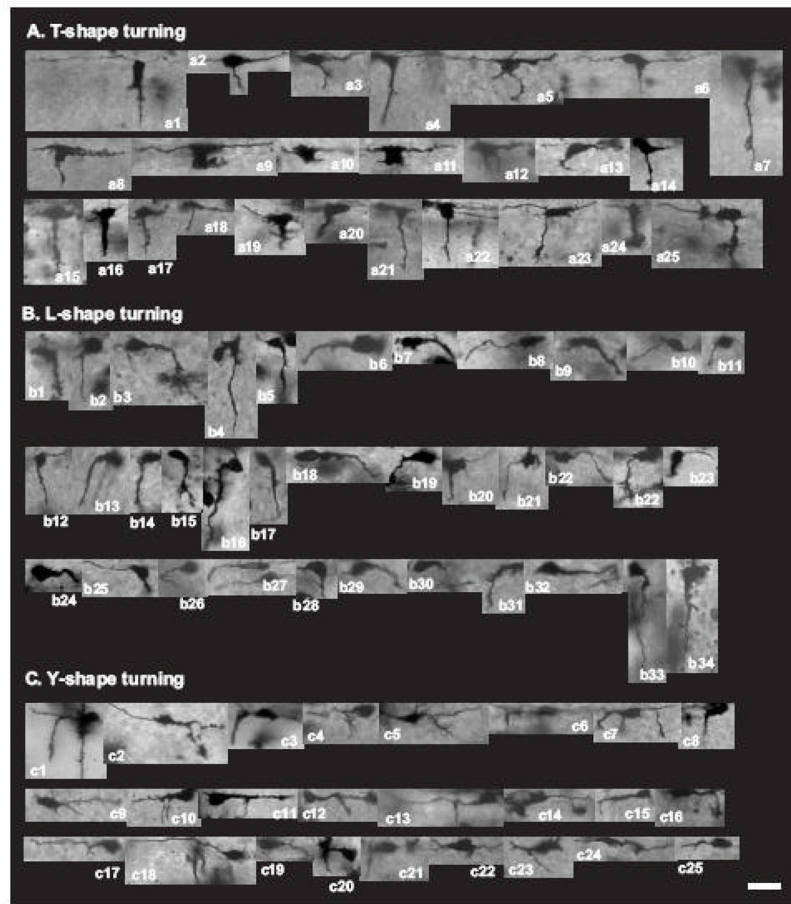 A. T-shape turning
a1 a2 a3 a4 a5 a6 a7
a8 a9 a10 a11 a12 a13 a14
a15 a16 a17 a18 a19 a20 a21 a22 a23 a24 a25
B. L-shape turning
b1 b2 b3 b4 b5 b6 b7 b8 b9 b10 b11
b12 b13 b14 b15 b16 b17 b18 b19 b20 b21 b22 b22 b23
b24 b25 b26 b27 b28 b29 b30 b31 b32 b33 b34
C. Y-shape turning
c1 c2 c3 c4 c5 c6 c7 c8
c9 c10 c11 c12 c13 c14 c15 c16
c17 c18 c19 c20 c21 c22 c23 c24 c25